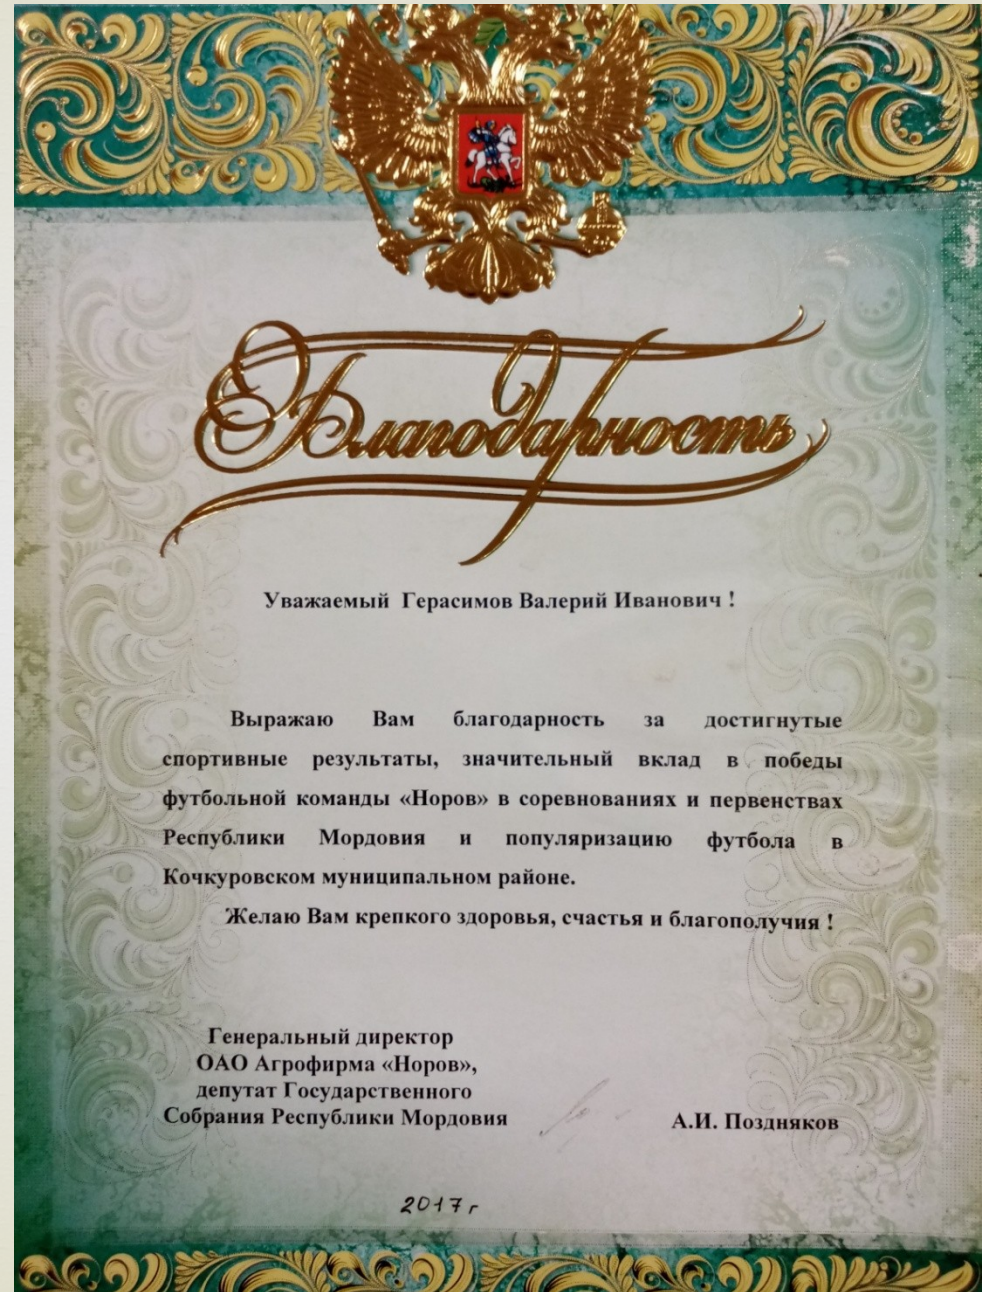 Благодарность
Уважаемый Герасимов Валерий Иванович !
Выражаю Вам благодарность за достигнутые
спортивные результаты, значительный вклад в победы
футбольной команды «Норов» в соревнованиях и первенствах
Республики Мордовия и популяризацию футбола в
Кочкуровском муниципальном районе.
Желаю Вам крепкого здоровья, счастья и благополучия !
Генеральный директор
ОАО Агрофирма «Норов»,
депутат Государственного
Собрания Республики Мордовия А.И. Поздняков
2017 г